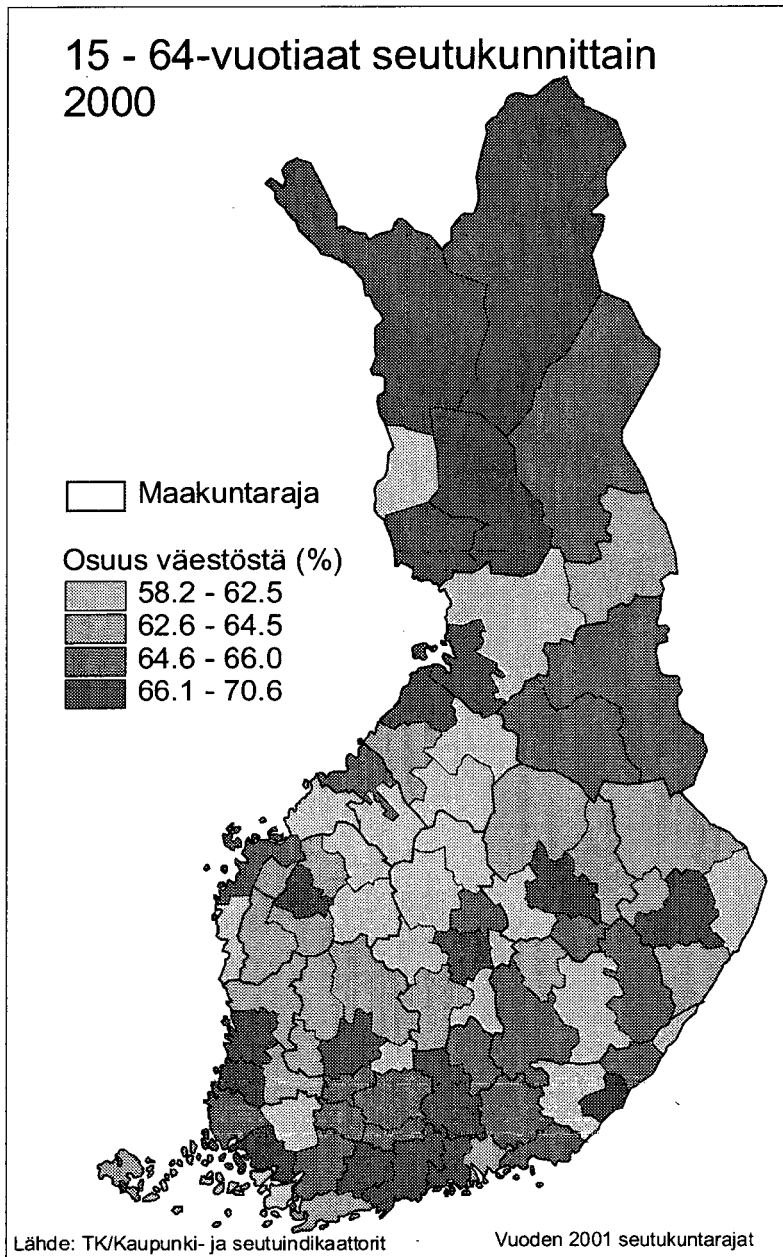 15 - 64-vuotiaat seutukunnittain
2000
Maakuntaraja
Osuus väestöstä (%)
58.2 - 62.5
62.6 - 64.5
64.6 - 66.0
66.1 - 70.6
Lähde: TK/Kaupunki- ja seutuindikaattorit
Vuoden 2001 seutukuntarajat